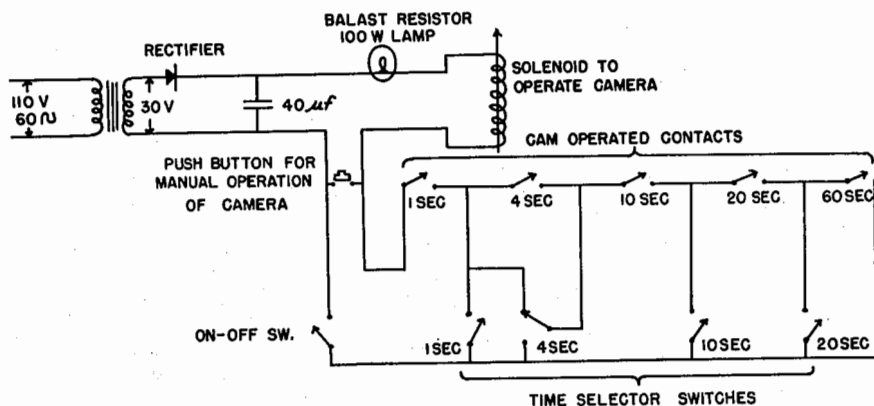 BALAST RESISTOR
100 W LAMP
RECTIFIER
SOLENOID TO
OPERATE CAMERA
110 V
60 ∿
30 V
40 µf
CAM OPERATED CONTACTS
PUSH BUTTON FOR
MANUAL OPERATION
OF CAMERA
1 SEC
4 SEC
10 SEC
20 SEC
60 SEC
ON-OFF SW.
1 SEC
4 SEC
10 SEC
20 SEC
TIME SELECTOR SWITCHES